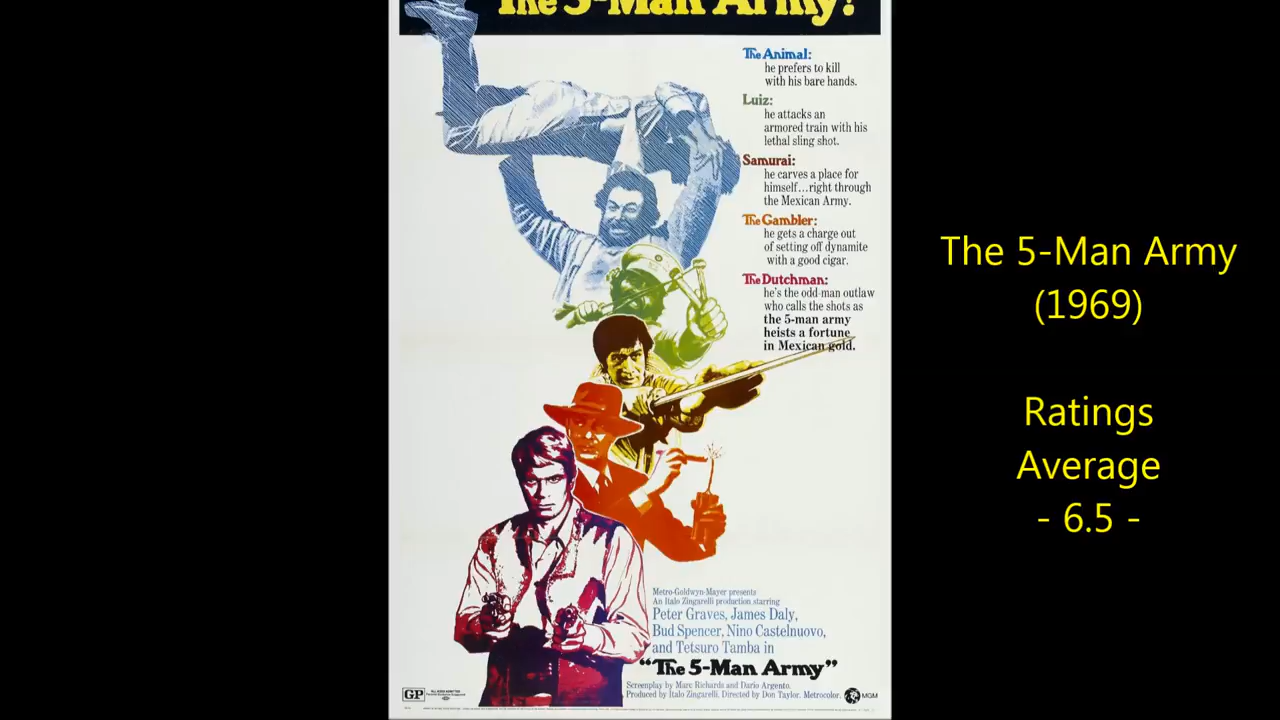 The 5-Man Army!
The Animal:
he prefers to kill
with his bare hands.
Luiz:
he attacks an
armored train with his
lethal sling shot.
Samurai:
he carves a place for
himself...right through
the Mexican Army.
The Gambler:
he gets a charge out
of setting off dynamite
with a good cigar.
The Dutchman:
he's the odd-man outlaw
who calls the shots as
the 5-man army
heists a fortune
in Mexican gold.
Metro-Goldwyn-Mayer presents
An Italo Zingarelli production starring
Peter Graves, James Daly,
Bud Spencer, Nino Castelnuovo,
and Tetsuro Tamba in
"The 5-Man Army"
Screenplay by Marc Richards and Dario Argento.
Produced by Italo Zingarelli. Directed by Don Taylor. Metrocolor.
MGM
GP
The 5-Man Army
(1969)
Ratings
Average
- 6.5 -